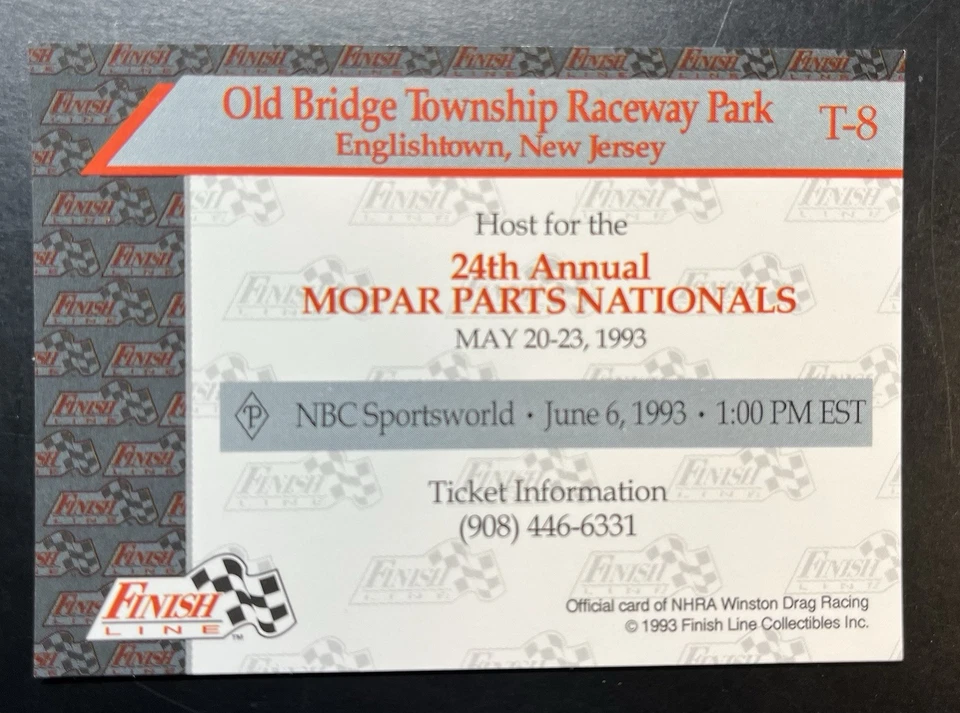 Old Bridge Township Raceway Park
T-8
Englishtown, New Jersey
Host for the
24th Annual
MOPAR PARTS NATIONALS
MAY 20-23, 1993
P NBC Sportsworld · June 6, 1993 · 1:00 PM EST
Ticket Information
(908) 446-6331
FINISH
LINE™
Official card of NHRA Winston Drag Racing
© 1993 Finish Line Collectibles Inc.